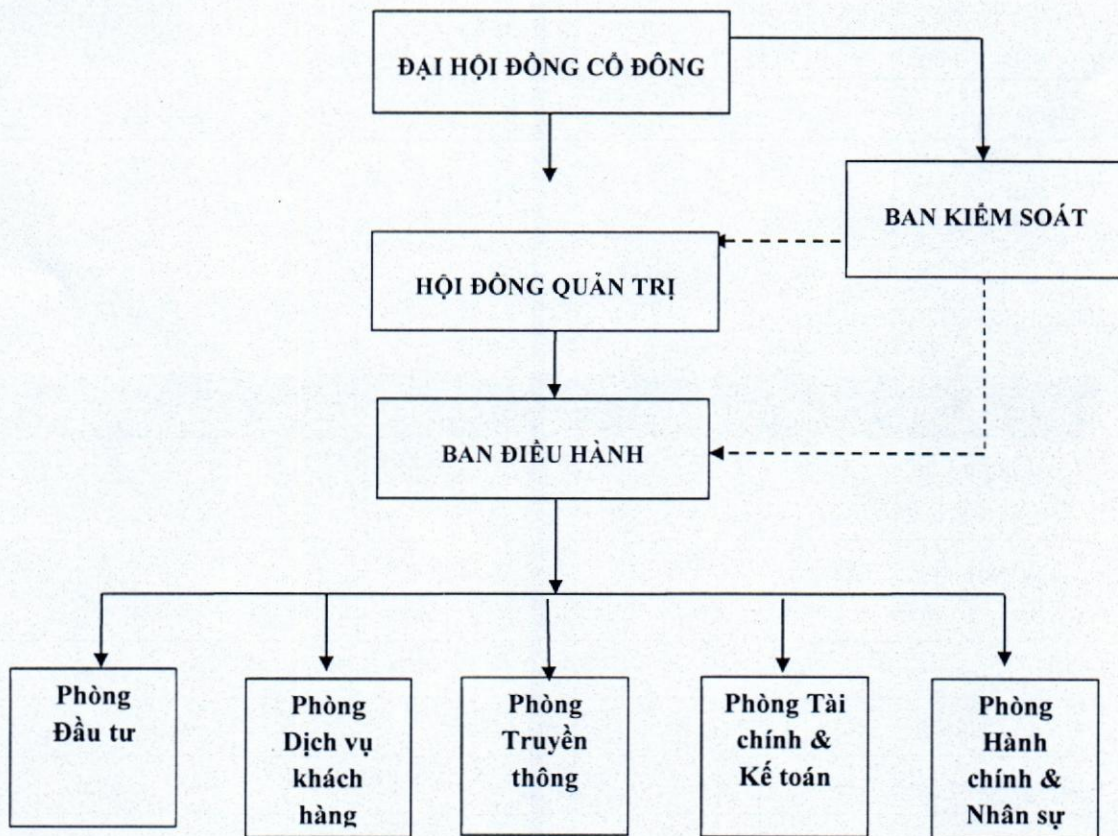 ĐẠI HỘI ĐỒNG CỔ ĐÔNG
BAN KIỂM SOÁT
HỘI ĐỒNG QUẢN TRỊ
BAN ĐIỀU HÀNH
Phòng
Đầu tư
Phòng
Dịch vụ
khách
hàng
Phòng
Truyền
thông
Phòng Tài
chính &
Kế toán
Phòng
Hành
chính &
Nhân sự